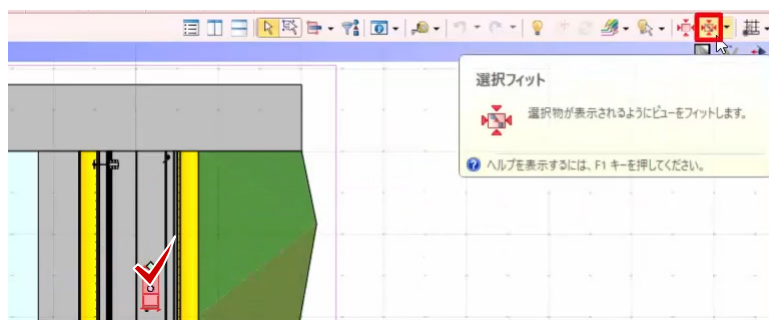 選択フィット
選択物が表示されるようにビューをフィットします。
ヘルプを表示するには、F1 キーを押してください。